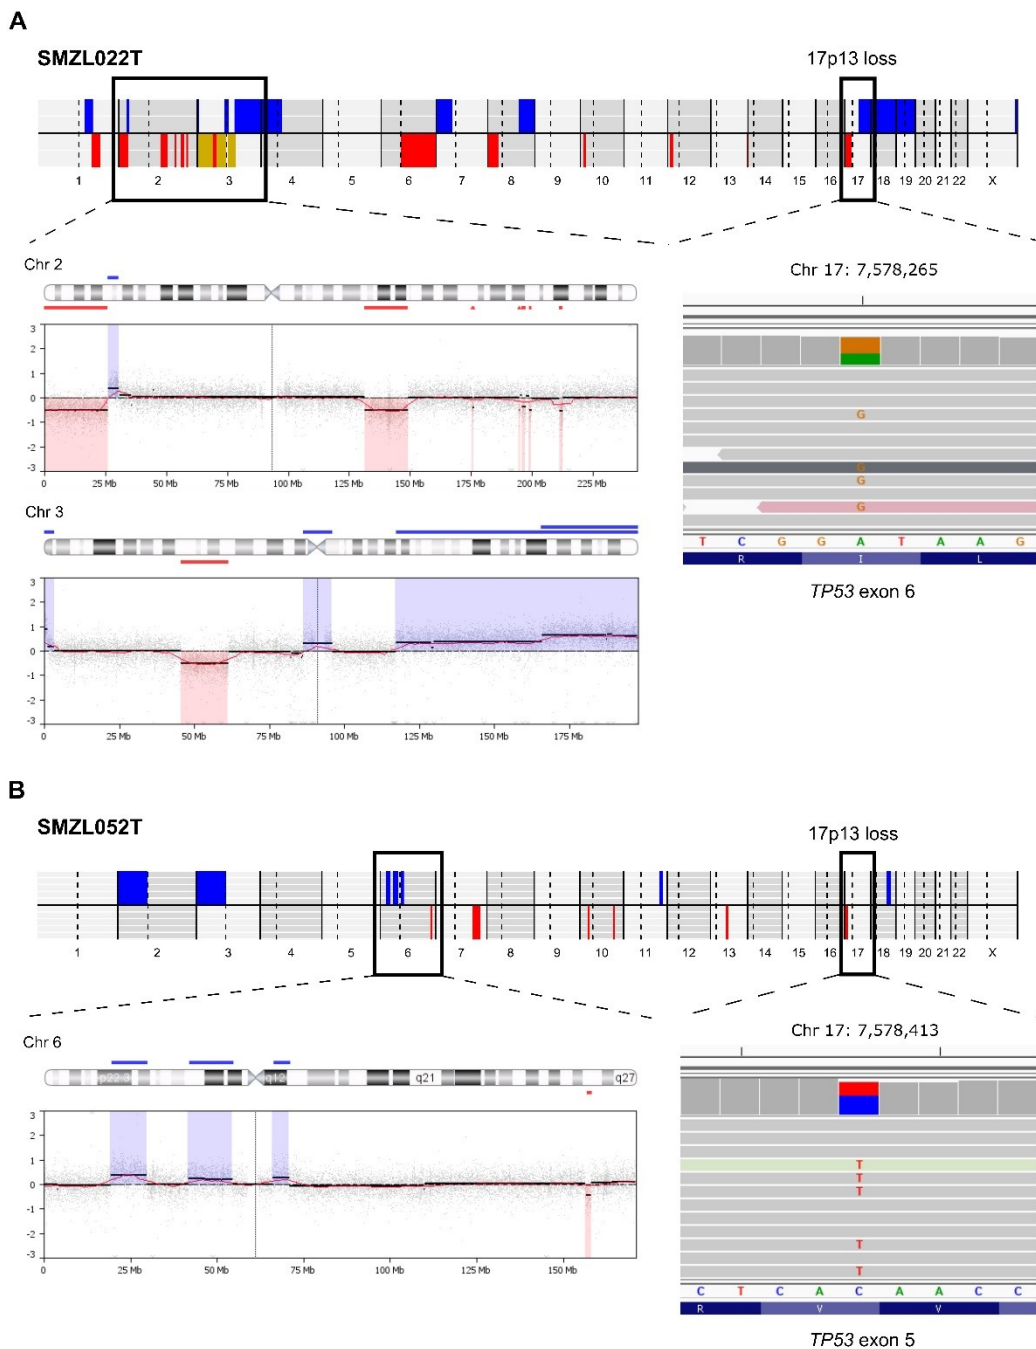 A
SMZL022T
17p13 loss
1 2 3 4 5 6 7 8 9 10 11 12 13 14 15 16 17 18 19 20 21 22 X
Chr 2
3
2
1
0
-1
-2
-3
0 25 Mb 50 Mb 75 Mb 100 Mb 125 Mb 150 Mb 175 Mb 200 Mb 225 Mb
Chr 3
3
2
1
0
-1
-2
-3
0 25 Mb 50 Mb 75 Mb 100 Mb 125 Mb 150 Mb 175 Mb
Chr 17: 7,578,265
G
G
G
G
T C G G A T A A G
R I L
TP53 exon 6
B
SMZL052T
17p13 loss
1 2 3 4 5 6 7 8 9 10 11 12 13 14 15 16 17 18 19 20 21 22 X
Chr 6
p22.3 q12 q21 q27
3
2
1
0
-1
-2
-3
0 25 Mb 50 Mb 75 Mb 100 Mb 125 Mb 150 Mb
Chr 17: 7,578,413
T
T
T
T
T
C T C A C A A C C
R V V
TP53 exon 5